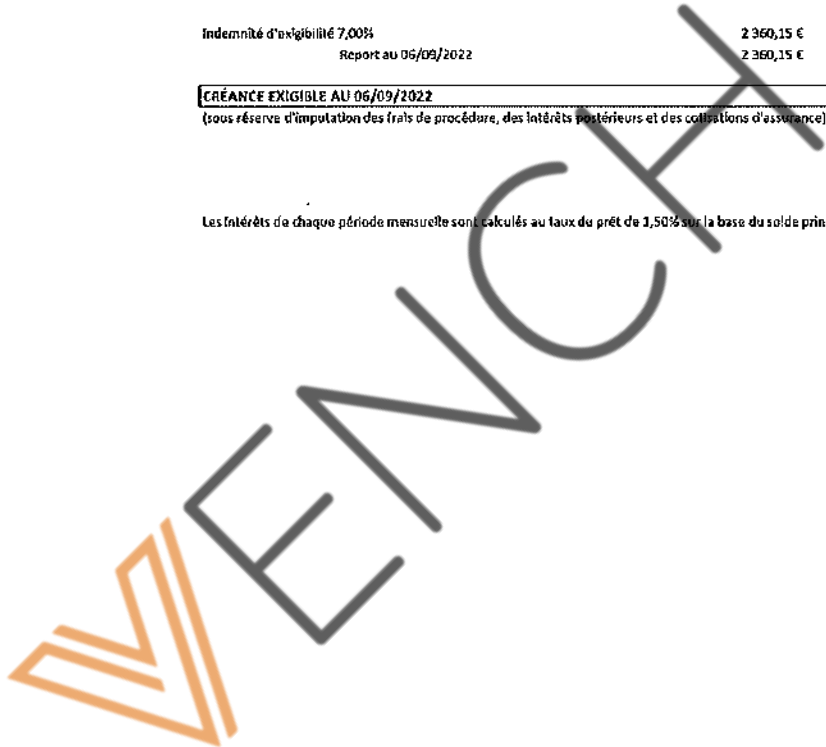 Indemnité d'exigibilité 7,00% 2 360,15 €
Report au 06/09/2022 2 360,15 €
CRÉANCE EXIGIBLE AU 06/09/2022
(sous réserve d'imputation des frais de procédure, des intérêts postérieurs et des cotisations d'assurance)
Les intérêts de chaque période mensuelle sont calculés au taux du prêt de 1,50% sur la base du solde prin
VENCH